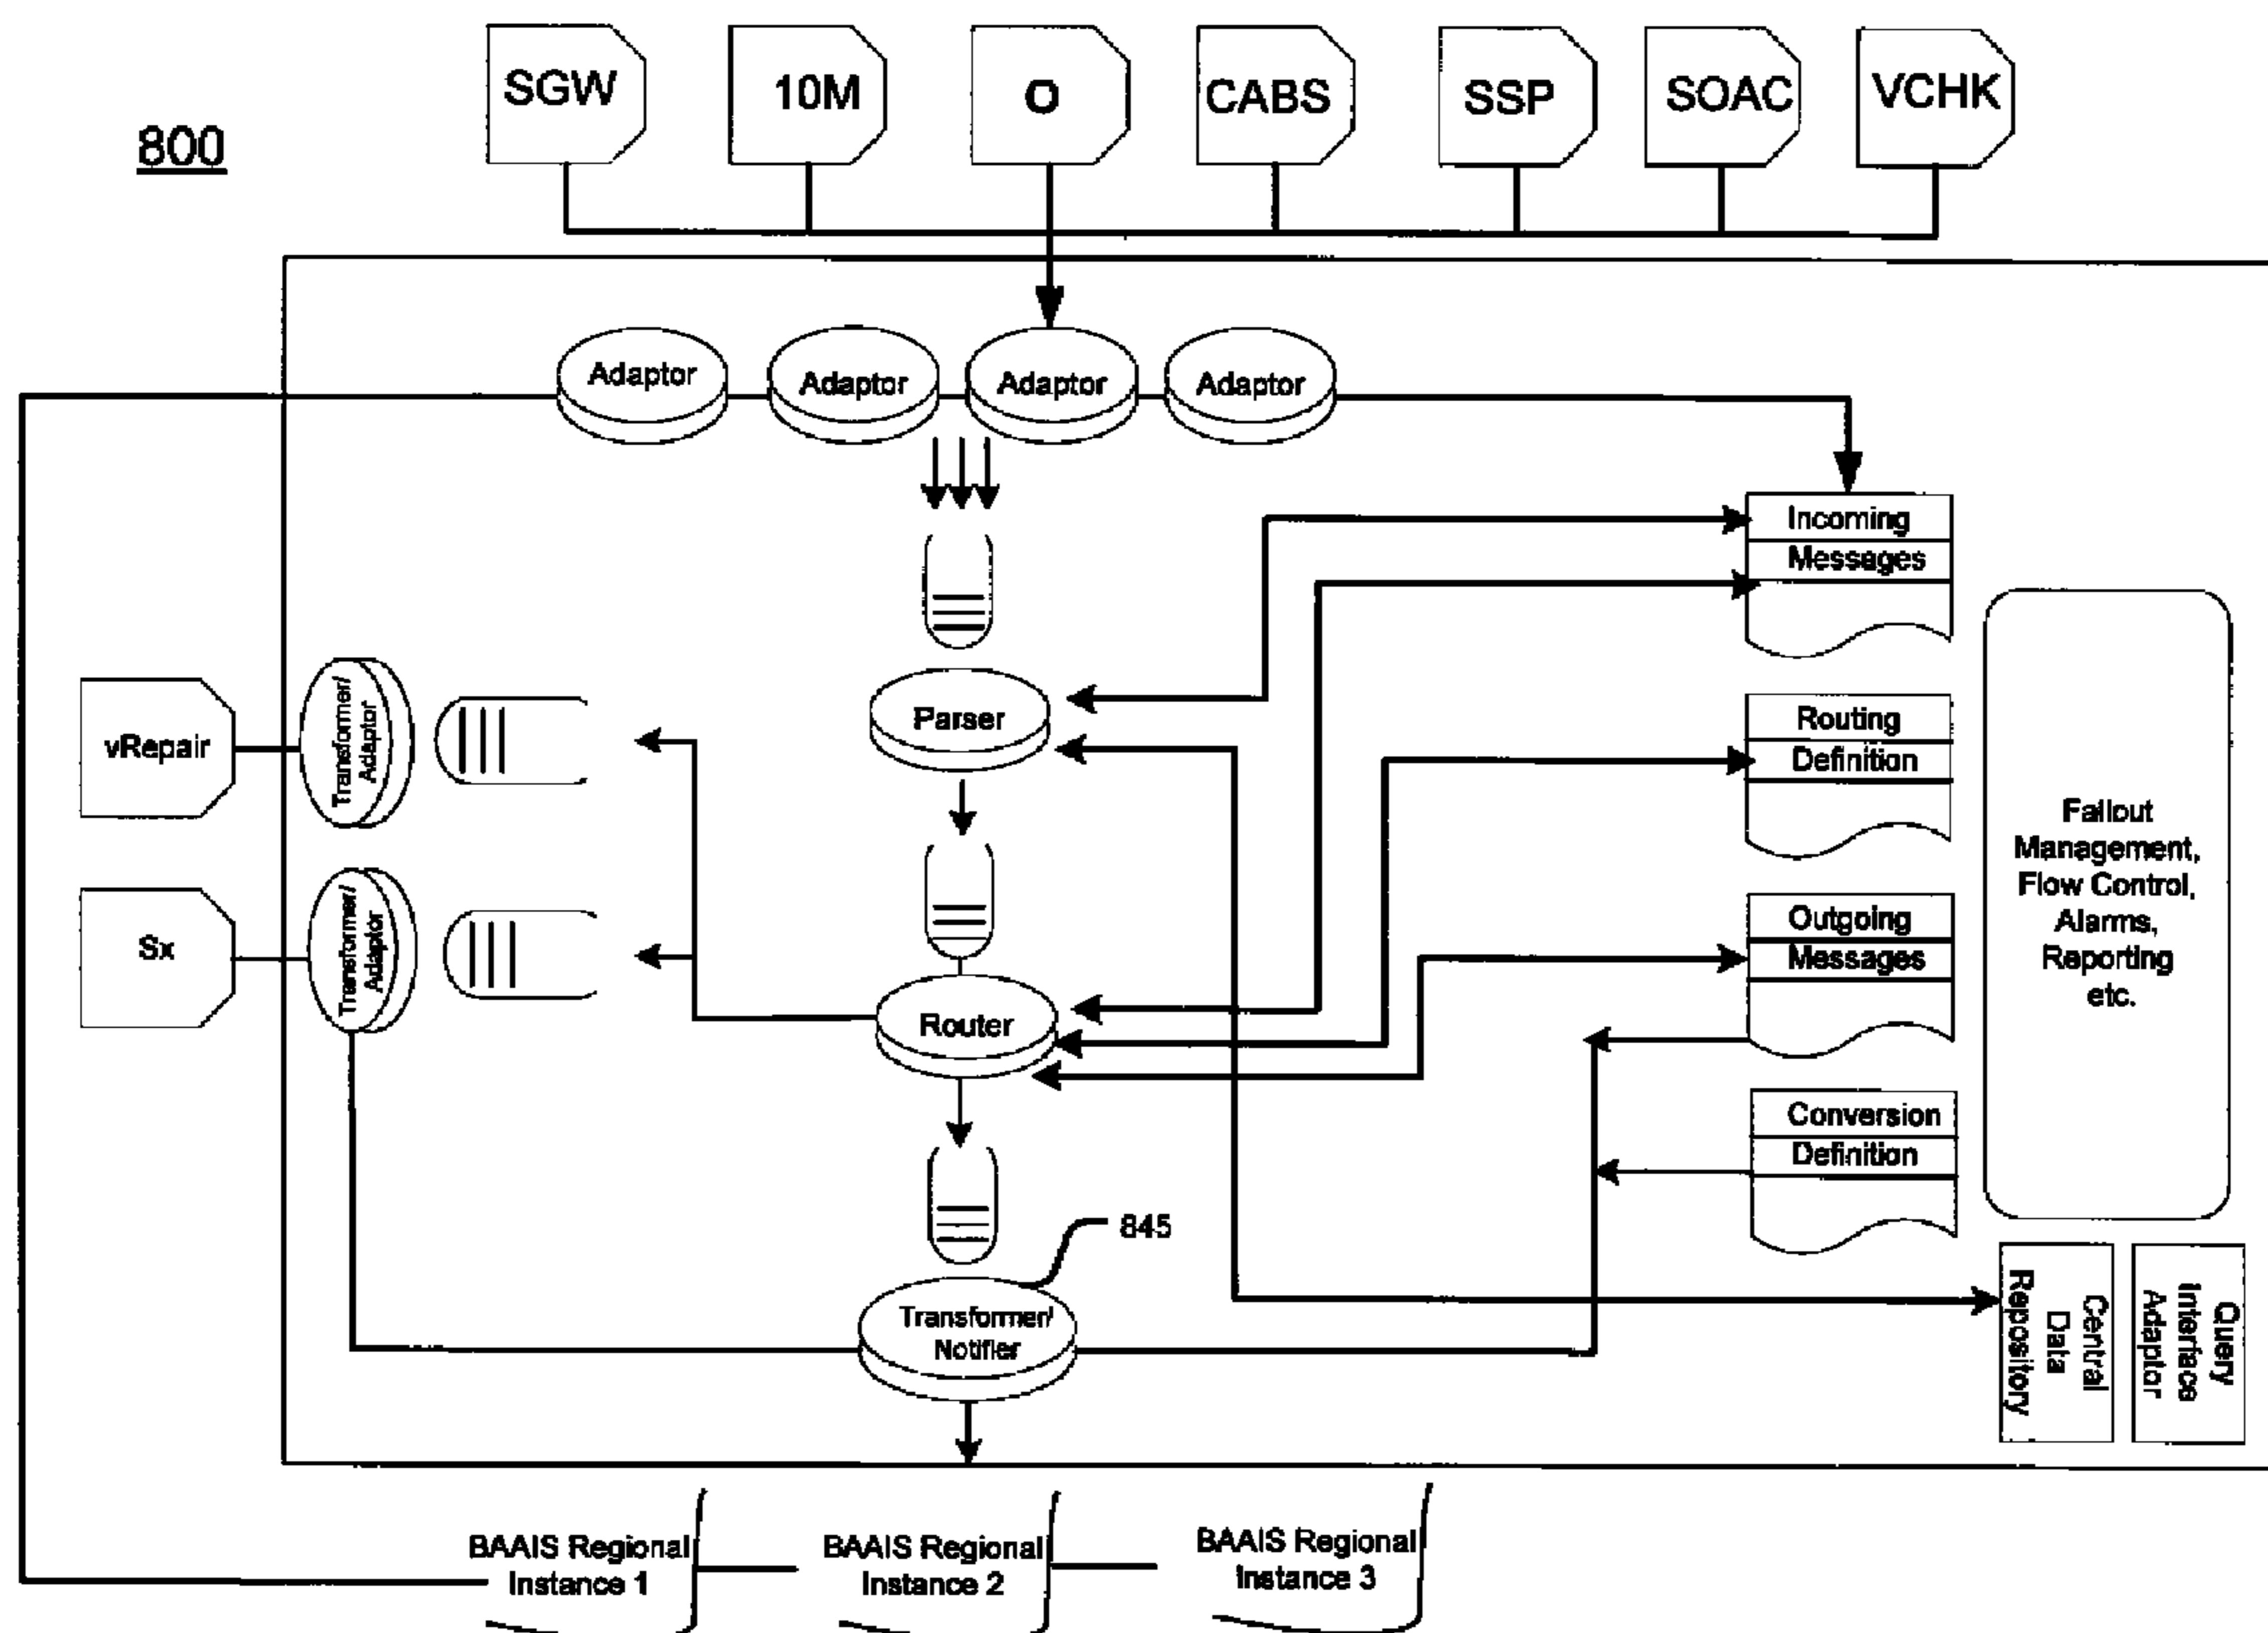 SGW
10M
O
CABS
SSP
SOAC
VCHK
800
Adaptor
Adaptor
Adaptor
Adaptor
Incoming
Messages
vRepair
Transformer/
Adaptor
Parser
Routing
Definition
Fallout
Management,
Flow Control,
Alarms,
Reporting
etc.
Sx
Transformer/
Adaptor
Router
Outgoing
Messages
Conversion
Definition
845
Transformer/
Notifier
Central
Data
Repository
Query
Interface
Adaptor
BAAIS Regional
Instance 1
BAAIS Regional
Instance 2
BAAIS Regional
Instance 3